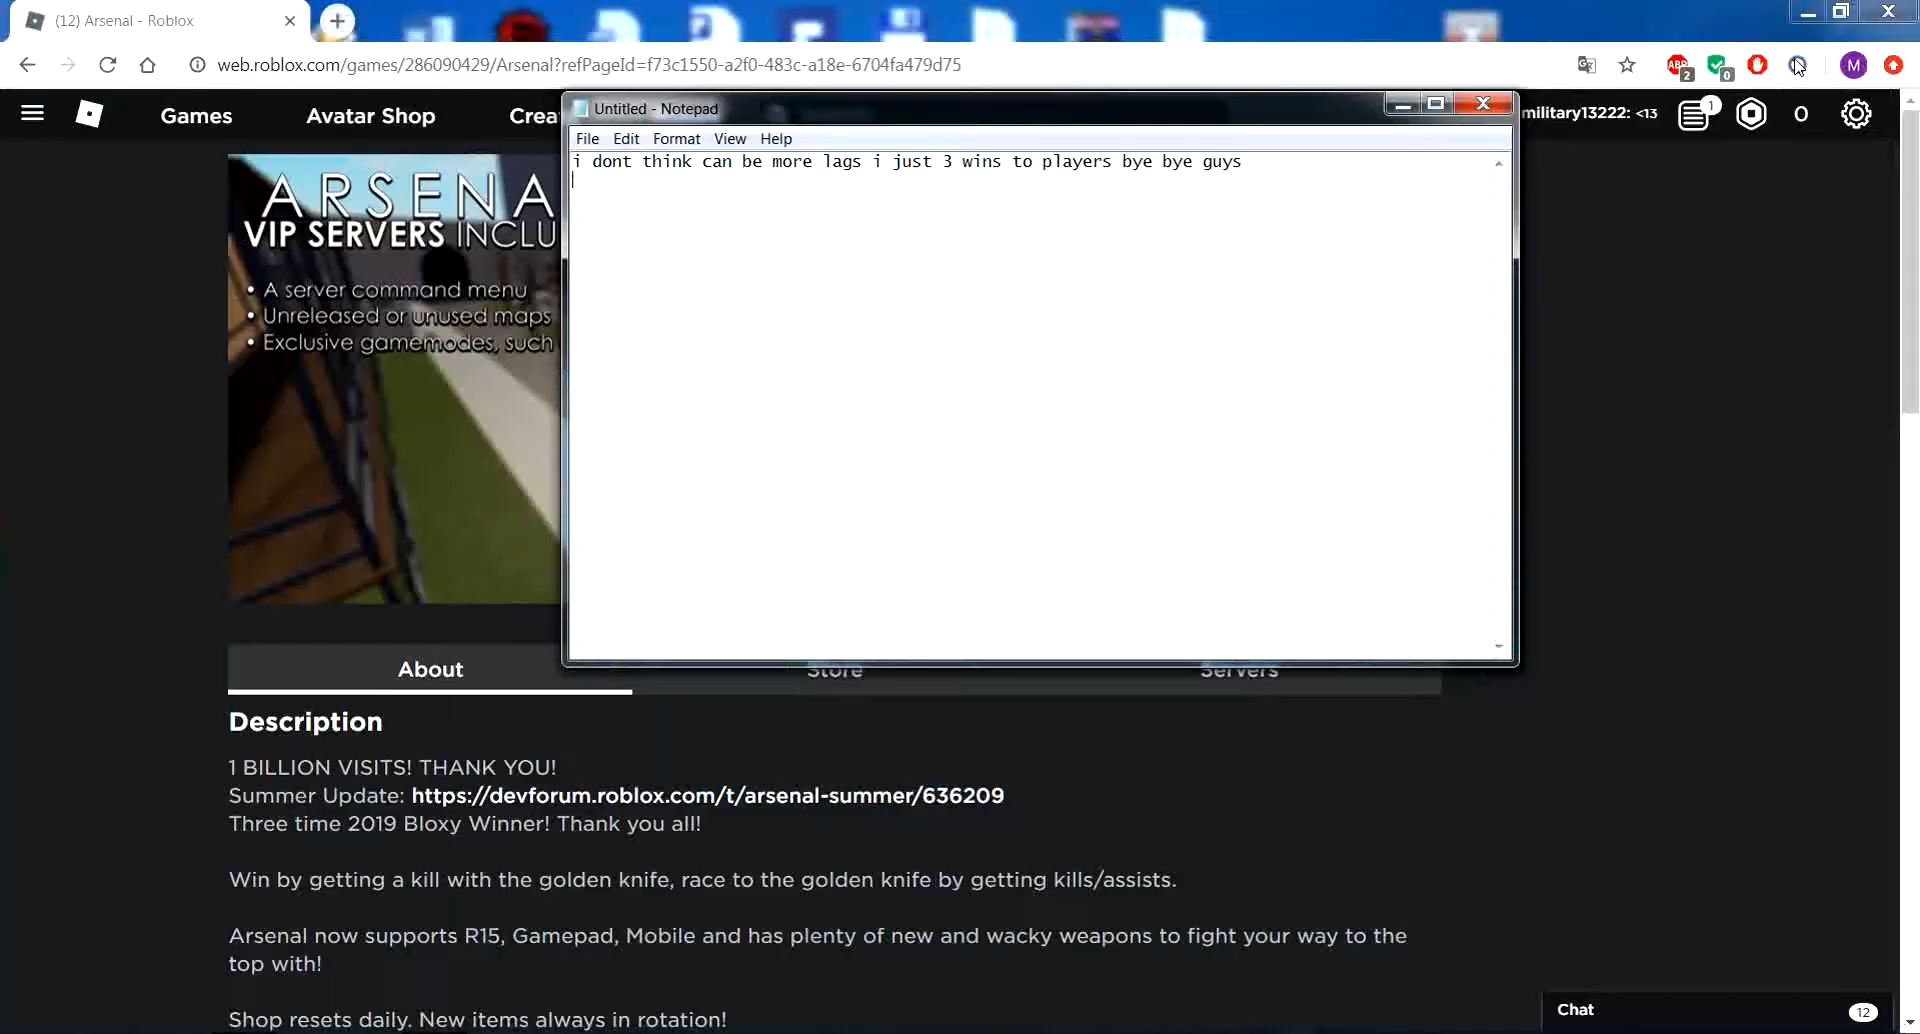 (12) Arsenal - Roblox
web.roblox.com/games/286090429/Arsenal?refPageId=f73c1550-a2f0-483c-a18e-6704fa479d75
ABP
2
0
M
Games
Avatar Shop
Crea
military13222: <13
1
0
Untitled - Notepad
File Edit Format View Help
i dont think can be more lags i just 3 wins to players bye bye guys
ARSENA
VIP SERVERS INCLU
• A server command menu
• Unreleased or unused maps
• Exclusive gamemodes, such
About
Store
Servers
Description
1 BILLION VISITS! THANK YOU!
Summer Update: https://devforum.roblox.com/t/arsenal-summer/636209
Three time 2019 Bloxy Winner! Thank you all!
Win by getting a kill with the golden knife, race to the golden knife by getting kills/assists.
Arsenal now supports R15, Gamepad, Mobile and has plenty of new and wacky weapons to fight your way to the
top with!
Shop resets daily. New items always in rotation!
Chat
12